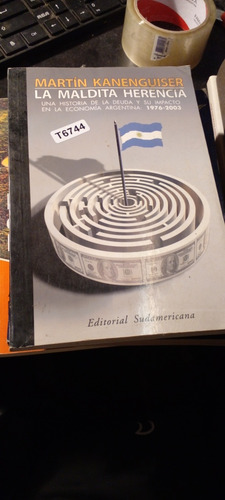 MARTÍN KANENGUISER
LA MALDITA HERENCIA
UNA HISTORIA DE LA DEUDA Y SU IMPACTO
EN LA ECONOMÍA ARGENTINA: 1976-2003
T6744
Editorial Sudamericana